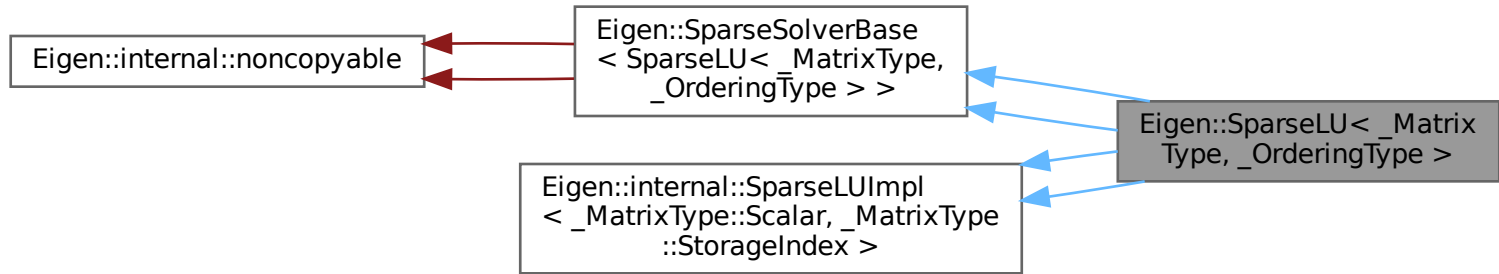 Eigen::internal::noncopyable
Eigen::SparseSolverBase
< SparseLU< _MatrixType,
_OrderingType > >
Eigen::internal::SparseLUImpl
< _MatrixType::Scalar, _MatrixType
::StorageIndex >
Eigen::SparseLU< _Matrix
Type, _OrderingType >